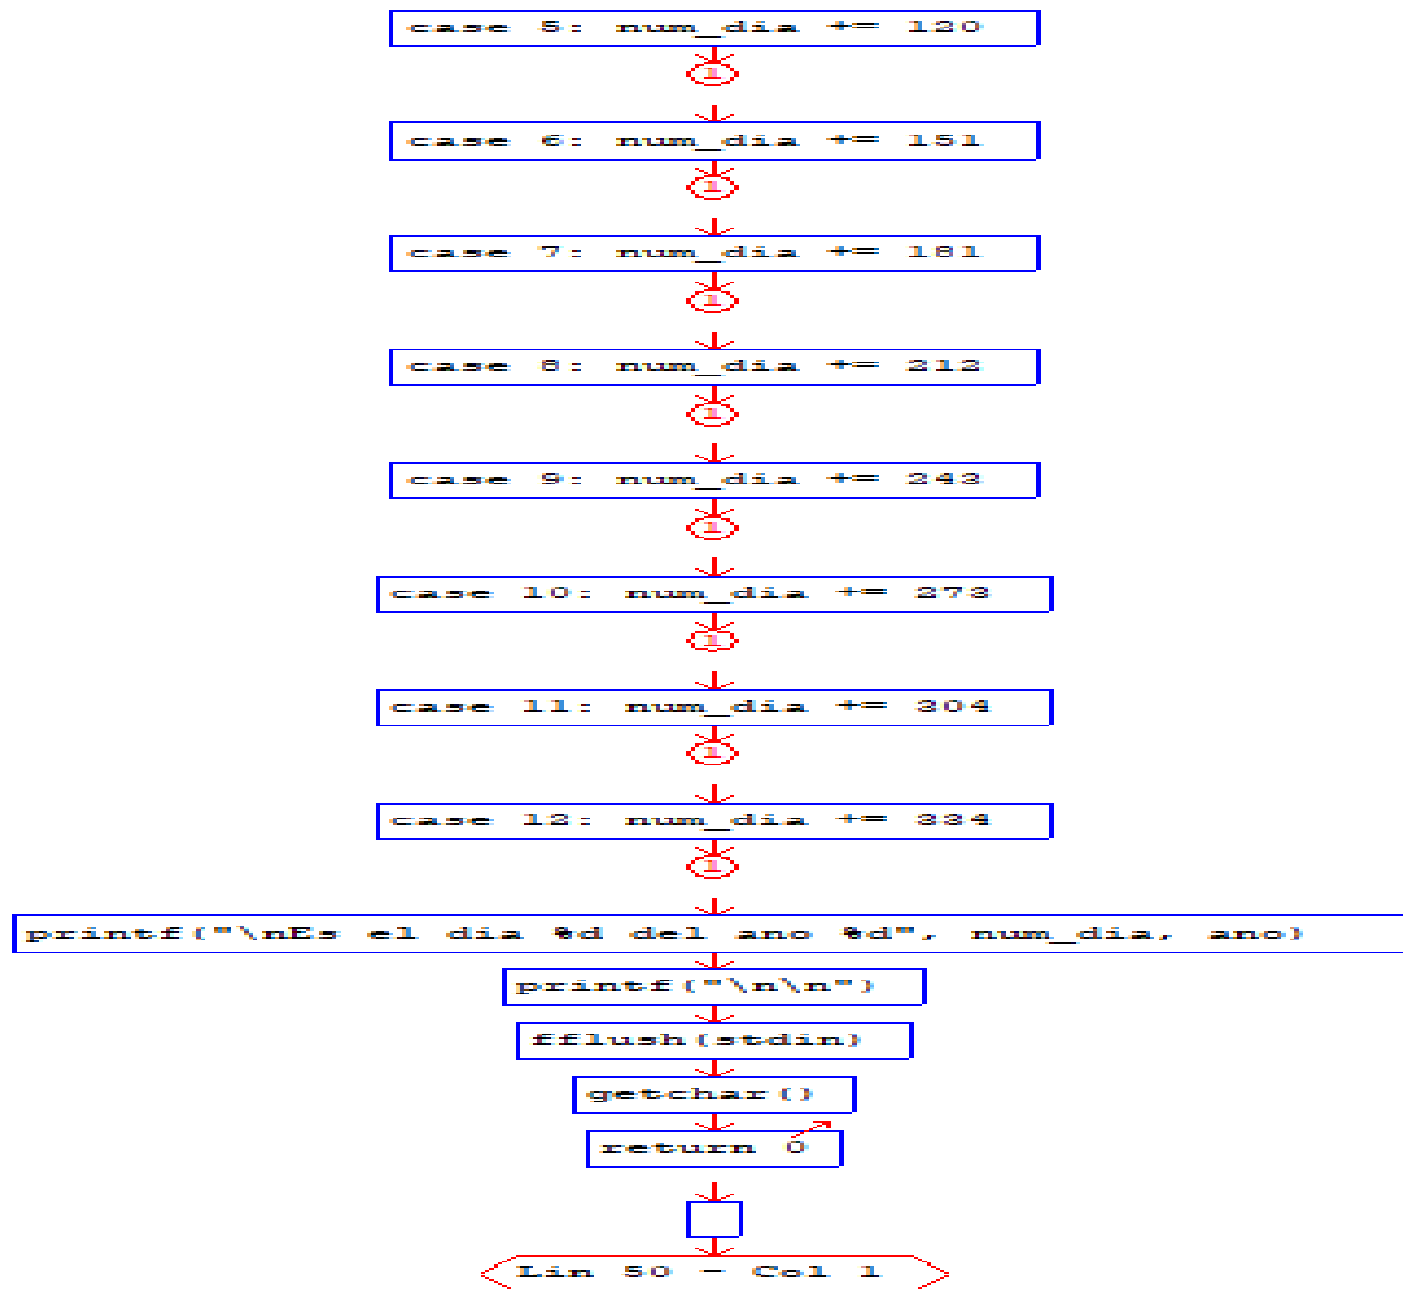 case 5: num_dia += 120
1
case 6: num_dia += 151
1
case 7: num_dia += 181
1
case 8: num_dia += 212
1
case 9: num_dia += 243
1
case 10: num_dia += 273
1
case 11: num_dia += 304
1
case 12: num_dia += 334
1
printf("\nEs el dia %d del ano %d", num_dia, ano)
printf("\n\n")
fflush(stdin)
getchar()
return 0
Lin 50 - Col 1